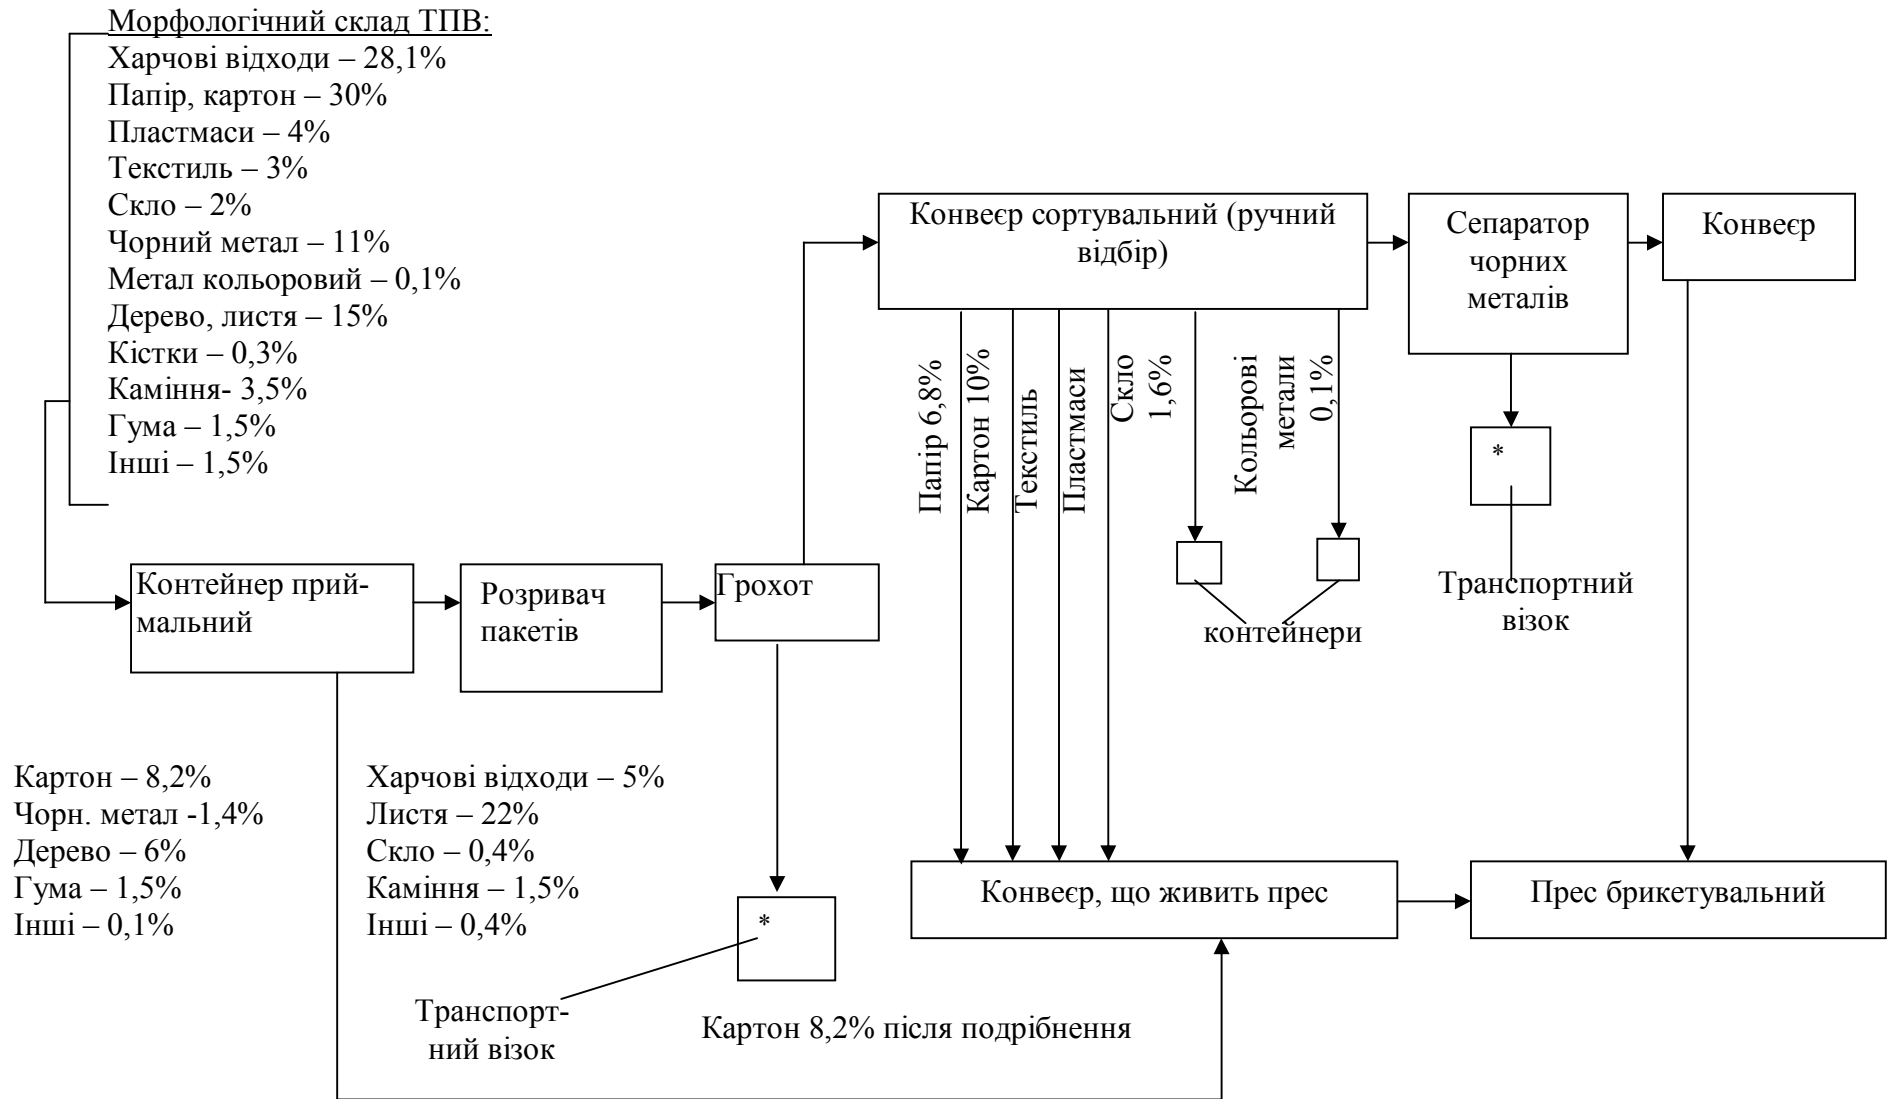 Морфологічний склад ТПВ:
Харчові відходи – 28,1%
Папір, картон – 30%
Пластмаси – 4%
Текстиль – 3%
Скло – 2%
Чорний метал – 11%
Метал кольоровий – 0,1%
Дерево, листя – 15%
Кістки – 0,3%
Каміння- 3,5%
Гума – 1,5%
Інші – 1,5%
Конвеєр сортувальний (ручний
відбір)
Сепаратор
чорних
металів
Конвеєр
Папір 6,8%
Картон 10%
Текстиль
Пластмаси
Скло
1,6%
Кольорові
метали
0,1%
*
контейнери
Транспортний
візок
Контейнер прий-
мальний
Розривач
пакетів
Грохот
Картон – 8,2%
Чорн. метал -1,4%
Дерево – 6%
Гума – 1,5%
Інші – 0,1%
Харчові відходи – 5%
Листя – 22%
Скло – 0,4%
Каміння – 1,5%
Інші – 0,4%
*
Транспорт-
ний візок
Конвеєр, що живить прес
Прес брикетувальний
Картон 8,2% після подрібнення